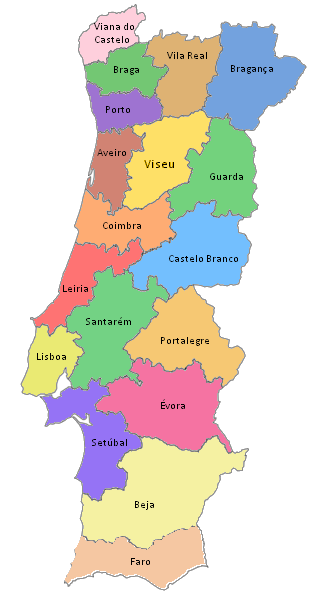 Viana do
Castelo
Vila Real
Bragança
Braga
Porto
Aveiro
Viseu
Guarda
Coimbra
Castelo Branco
Leiria
Santarém
Portalegre
Lisboa
Évora
Setúbal
Beja
Faro